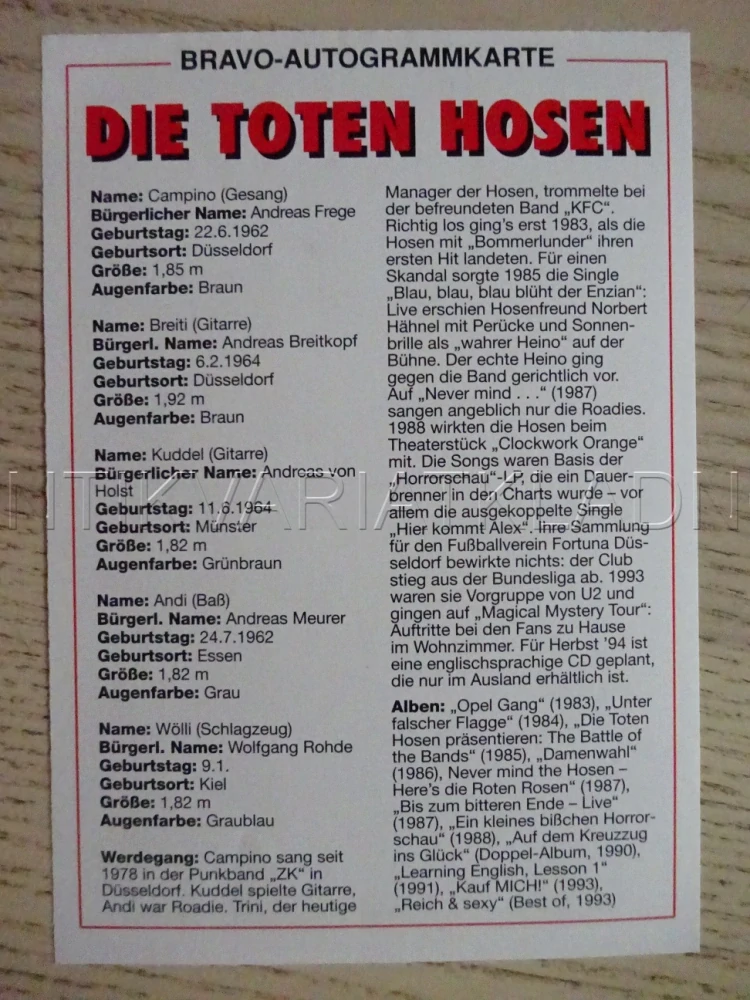 BRAVO-AUTOGRAMMKARTE
DIE TOTEN HOSEN
Name: Campino (Gesang)
Bürgerlicher Name: Andreas Frege
Geburtstag: 22.6.1962
Geburtsort: Düsseldorf
Größe: 1,85 m
Augenfarbe: Braun
Name: Breiti (Gitarre)
Bürgerl. Name: Andreas Breitkopf
Geburtstag: 6.2.1964
Geburtsort: Düsseldorf
Größe: 1,92 m
Augenfarbe: Braun
Name: Kuddel (Gitarre)
Bürgerlicher Name: Andreas von
Holst
Geburtstag: 11.6.1964
Geburtsort: Münster
Größe: 1,82 m
Augenfarbe: Grünbraun
Name: Andi (Baß)
Bürgerl. Name: Andreas Meurer
Geburtstag: 24.7.1962
Geburtsort: Essen
Größe: 1,82 m
Augenfarbe: Grau
Name: Wölli (Schlagzeug)
Bürgerl. Name: Wolfgang Rohde
Geburtstag: 9.1.
Geburtsort: Kiel
Größe: 1,82 m
Augenfarbe: Graublau
Werdegang: Campino sang seit
1978 in der Punkband „ZK“ in
Düsseldorf. Kuddel spielte Gitarre,
Andi war Roadie. Trini, der heutige
Manager der Hosen, trommelte bei
der befreundeten Band „KFC“.
Richtig los ging's erst 1983, als die
Hosen mit „Bommerlunder“ ihren
ersten Hit landeten. Für einen
Skandal sorgte 1985 die Single
„Blau, blau, blau blüht der Enzian“:
Live erschien Hosenfreund Norbert
Hähnel mit Perücke und Sonnen-
brille als „wahrer Heino“ auf der
Bühne. Der echte Heino ging
gegen die Band gerichtlich vor.
Auf „Never mind . . .“ (1987)
sangen angeblich nur die Roadies.
1988 wirkten die Hosen beim
Theaterstück „Clockwork Orange“
mit. Die Songs waren Basis der
„Horrorschau“-LP, die ein Dauer-
brenner in den Charts wurde – vor
allem die ausgekoppelte Single
„Hier kommt Alex“. Ihre Sammlung
für den Fußballverein Fortuna Düs-
seldorf bewirkte nichts: der Club
stieg aus der Bundesliga ab. 1993
waren sie Vorgruppe von U2 und
gingen auf „Magical Mystery Tour“:
Auftritte bei den Fans zu Hause
im Wohnzimmer. Für Herbst '94 ist
eine englischsprachige CD geplant,
die nur im Ausland erhältlich ist.
Alben: „Opel Gang“ (1983), „Unter
falscher Flagge“ (1984), „Die Toten
Hosen präsentieren: The Battle of
the Bands“ (1985), „Damenwahl“
(1986), Never mind the Hosen –
Here's die Roten Rosen“ (1987),
„Bis zum bitteren Ende – Live“
(1987), „Ein kleines bißchen Horror-
schau“ (1988), „Auf dem Kreuzzug
ins Glück“ (Doppel-Album, 1990),
„Learning English, Lesson 1“
(1991), „Kauf MICH!“ (1993),
„Reich & sexy“ (Best of, 1993)